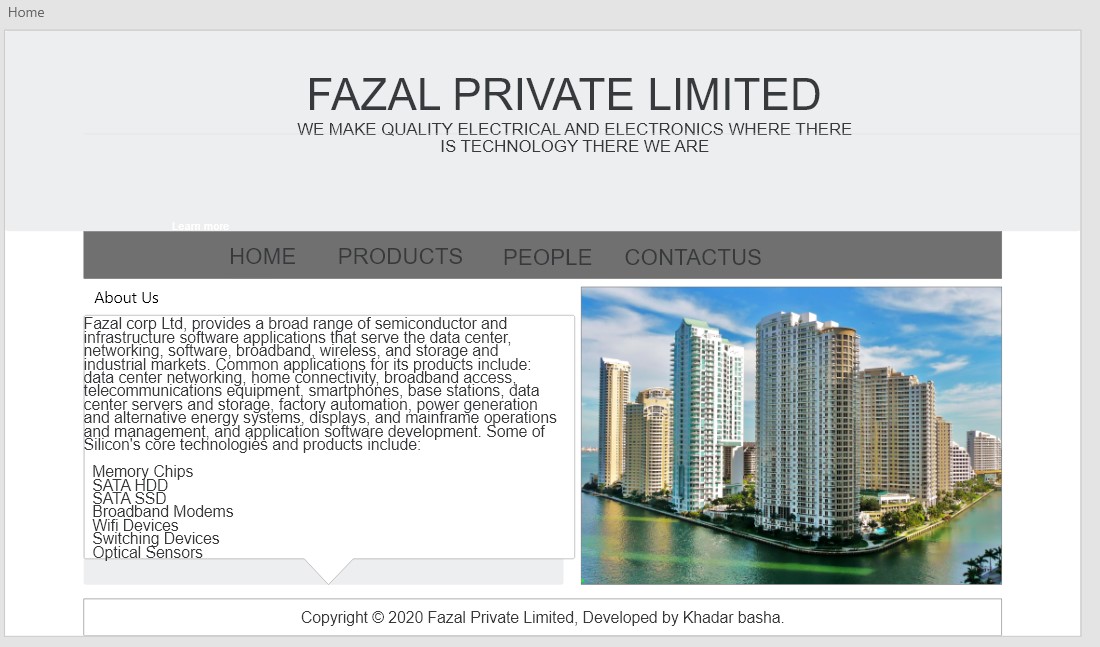 Home
FAZAL PRIVATE LIMITED
WE MAKE QUALITY ELECTRICAL AND ELECTRONICS WHERE THERE
IS TECHNOLOGY THERE WE ARE
Learn more
HOME PRODUCTS PEOPLE CONTACTUS
About Us
Fazal corp Ltd, provides a broad range of semiconductor and
infrastructure software applications that serve the data center,
networking, software, broadband, wireless, and storage and
industrial markets. Common applications for its products include:
data center networking, home connectivity, broadband access,
telecommunications equipment, smartphones, base stations, data
center servers and storage, factory automation, power generation
and alternative energy systems, displays, and mainframe operations
and management, and application software development. Some of
Silicon's core technologies and products include:
Memory Chips
SATA HDD
SATA SSD
Broadband Modems
Wifi Devices
Switching Devices
Optical Sensors
Copyright © 2020 Fazal Private Limited, Developed by Khadar basha.